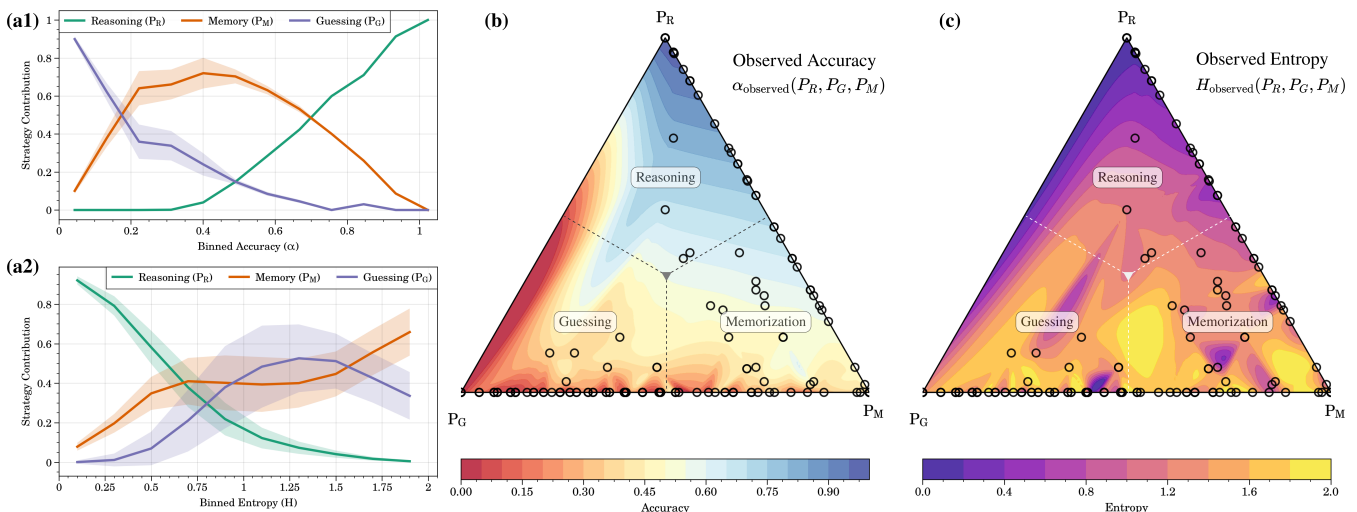 (a1)
Reasoning (P_R) Memory (P_M) Guessing (P_G)
1
0.8
0.6
0.4
0.2
0
Strategy Contribution
0 0.2 0.4 0.6 0.8 1
Binned Accuracy (α)
(a2)
Reasoning (P_R) Memory (P_M) Guessing (P_G)
0.8
0.6
0.4
0.2
0
Strategy Contribution
0 0.25 0.5 0.75 1 1.25 1.5 1.75 2
Binned Entropy (H)
(b)
P_R
Observed Accuracy
α_observed(P_R, P_G, P_M)
Reasoning
Guessing
Memorization
P_G
P_M
0.00 0.15 0.30 0.45 0.60 0.75 0.90
Accuracy
(c)
P_R
Observed Entropy
H_observed(P_R, P_G, P_M)
Reasoning
Guessing
Memorization
P_G
P_M
0.0 0.4 0.8 1.2 1.6 2.0
Entropy